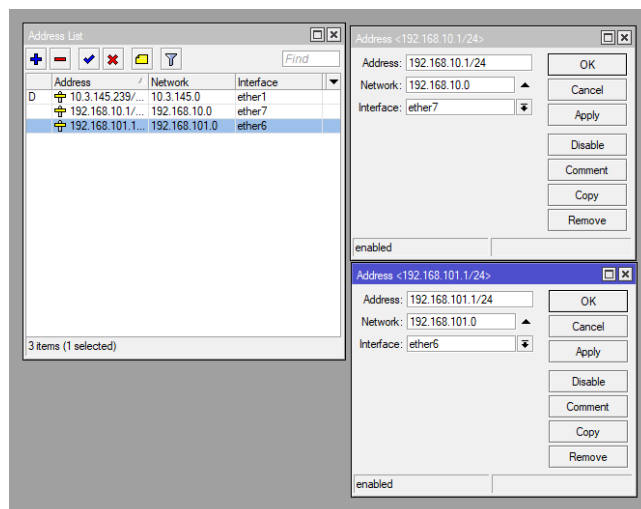 Address List
Find
Address Network Interface
D 10.3.145.239/... 10.3.145.0 ether1
192.168.10.1/... 192.168.10.0 ether7
192.168.101.1... 192.168.101.0 ether6
3 items (1 selected)
Address <192.168.10.1/24>
Address: 192.168.10.1/24
Network: 192.168.10.0
Interface: ether7
OK
Cancel
Apply
Disable
Comment
Copy
Remove
enabled
Address <192.168.101.1/24>
Address: 192.168.101.1/24
Network: 192.168.101.0
Interface: ether6
OK
Cancel
Apply
Disable
Comment
Copy
Remove
enabled